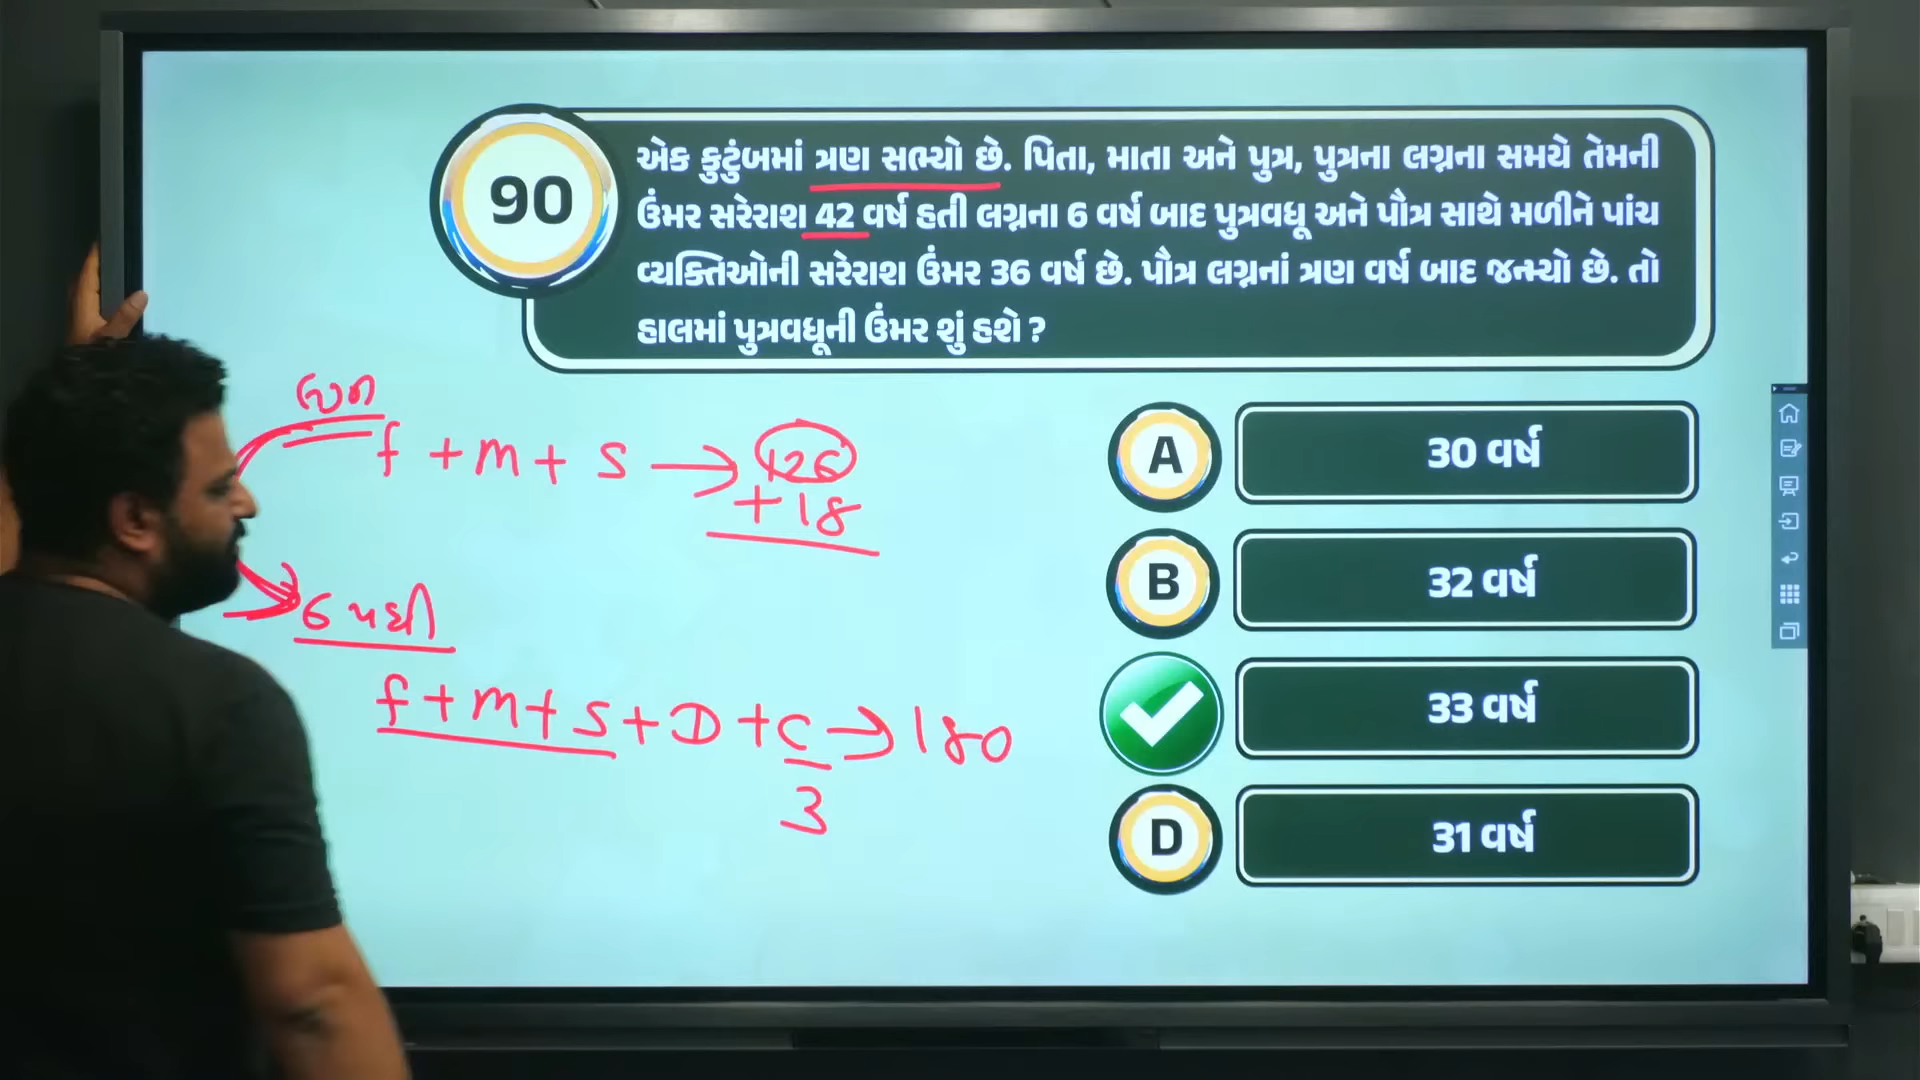 90
એક કુટુંબમાં ત્રણ સભ્યો છે. પિતા, માતા અને પુત્ર, પુત્રના લગ્નના સમયે તેમની
ઉંમર સરેરાશ 42 વર્ષ હતી લગ્નના 6 વર્ષ બાદ પુત્રવધૂ અને પૌત્ર સાથે મળીને પાંચ
વ્યક્તિઓની સરેરાશ ઉંમર 36 વર્ષ છે. પૌત્ર લગ્નનાં ત્રણ વર્ષ બાદ જન્મ્યો છે. તો
હાલમાં પુત્રવધૂની ઉંમર શું હશે ?
f + m + S → 126
+ 18
6 પછી
f + m + S + D + C → 180
3
A 30 વર્ષ
B 32 વર્ષ
33 વર્ષ
D 31 વર્ષ